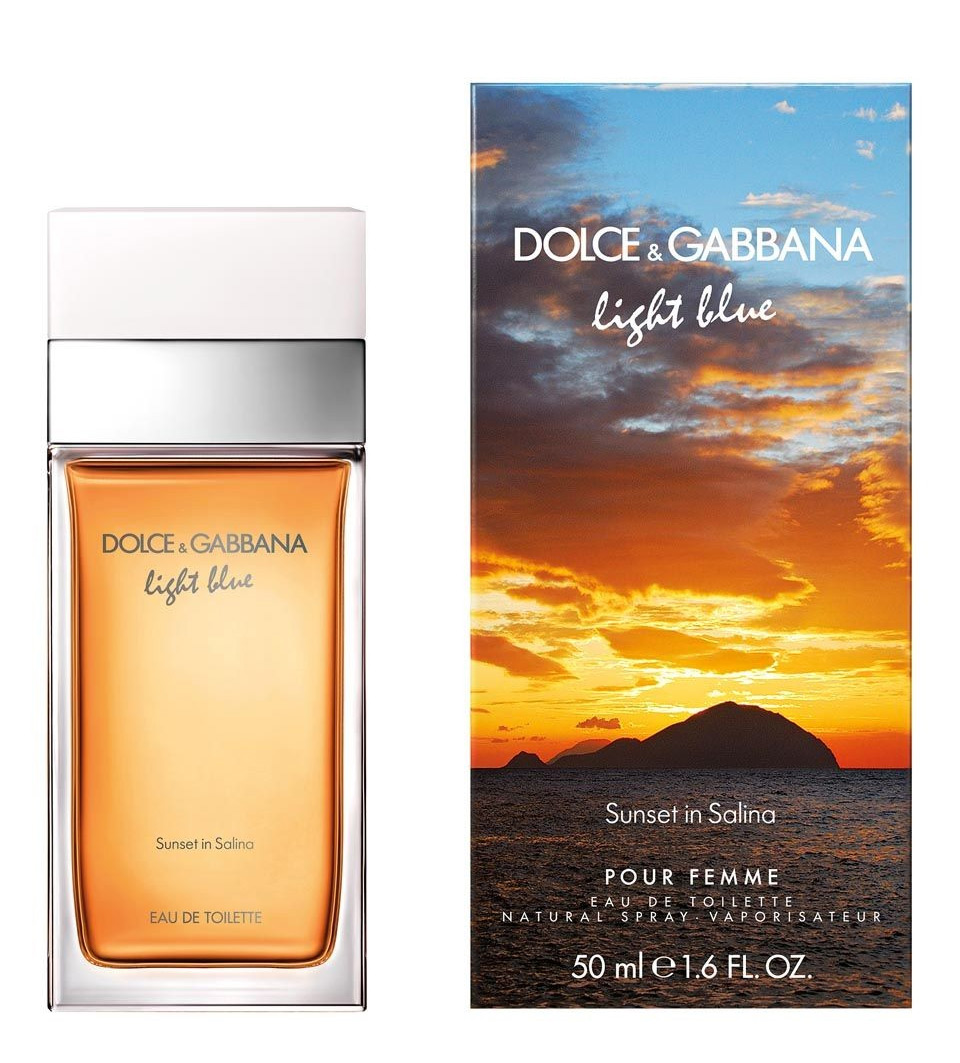 DOLCE & GABBANA
light blue
Sunset in Salina
EAU DE TOILETTE
DOLCE & GABBANA
light blue
Sunset in Salina
POUR FEMME
EAU DE TOILETTE
NATURAL SPRAY - VAPORISATEUR
50 ml ℮ 1.6 FL. OZ.